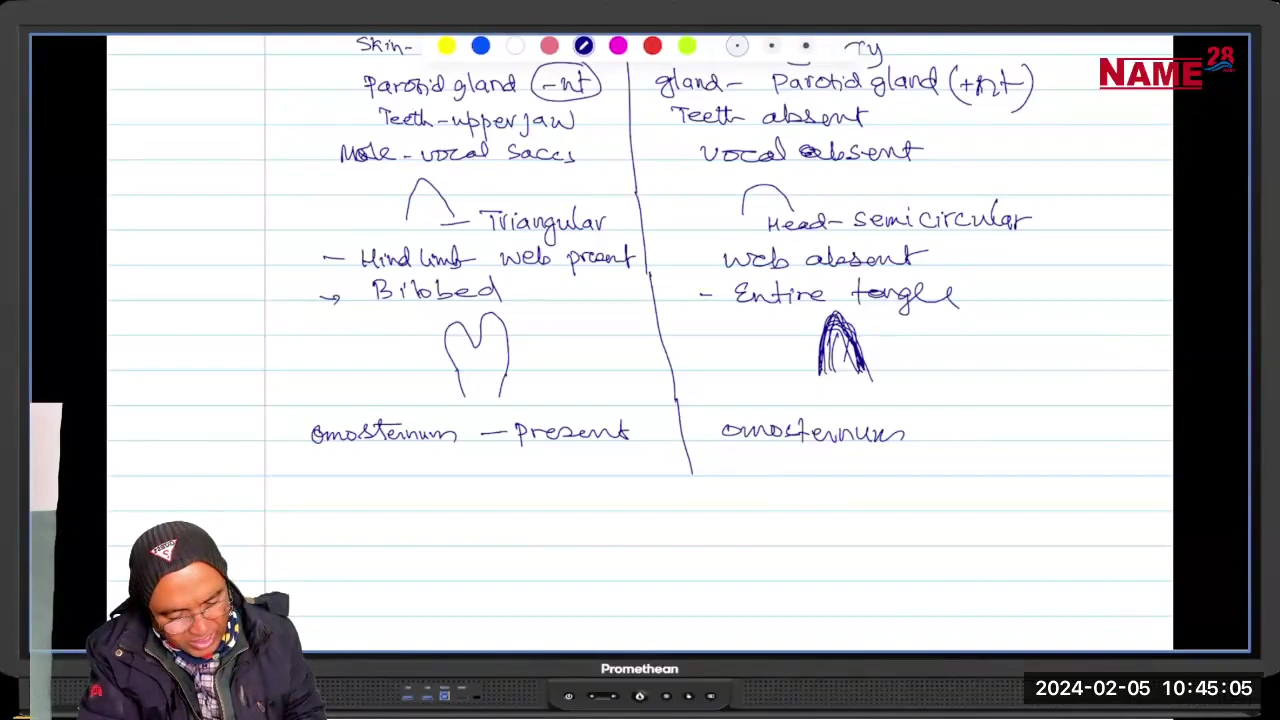 Skin-
Ty
NAME 28
Parotid gland (-nt)
gland- Parotid gland (+nt)
Teeth-upper jaw
Teeth absent
Male - vocal saccs
vocal absent
- Triangular
Head- semicircular
- Hind limb web present
web absent
→ Bilobed
- Entire tongle
omosternum - present
omosternum
Promethean
2024-02-05 10:45:05